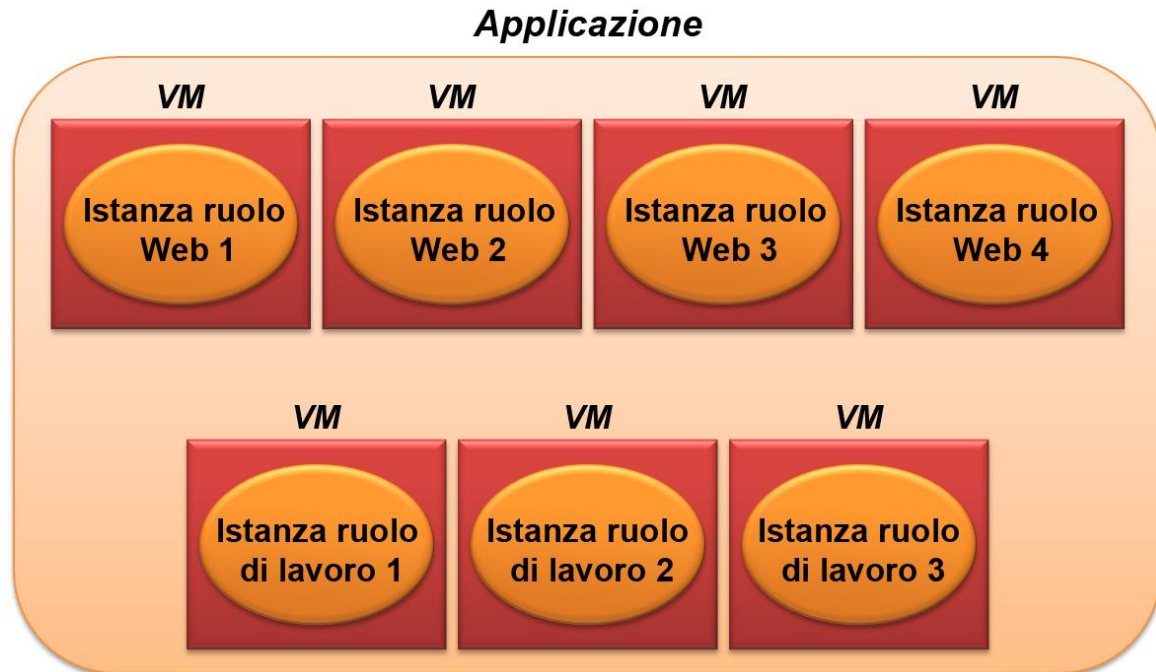 Applicazione
VM
VM
VM
VM
Istanza ruolo
Web 1
Istanza ruolo
Web 2
Istanza ruolo
Web 3
Istanza ruolo
Web 4
VM
VM
VM
Istanza ruolo
di lavoro 1
Istanza ruolo
di lavoro 2
Istanza ruolo
di lavoro 3